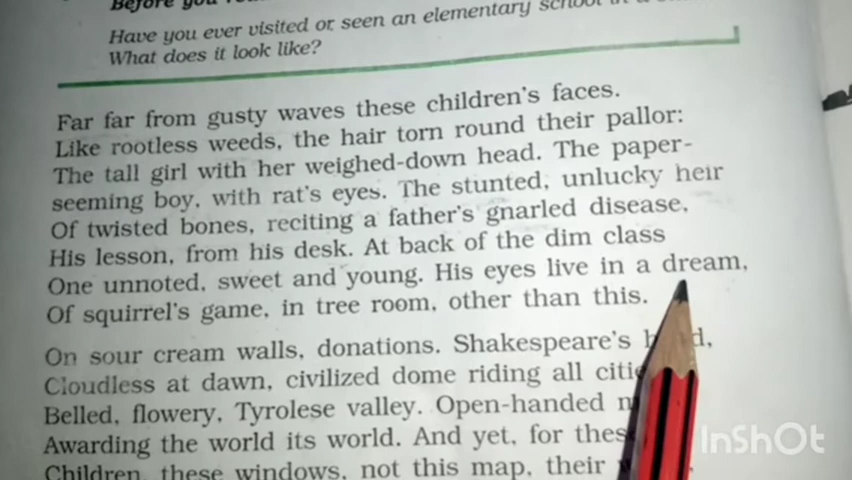 Before you
Have you ever visited or seen an elementary school in a
What does it look like?
Far far from gusty waves these children's faces.
Like rootless weeds, the hair torn round their pallor:
The tall girl with her weighed-down head. The paper-
seeming boy, with rat's eyes. The stunted, unlucky heir
Of twisted bones, reciting a father's gnarled disease,
His lesson, from his desk. At back of the dim class
One unnoted, sweet and young. His eyes live in a dream,
Of squirrel's game, in tree room, other than this.
On sour cream walls, donations. Shakespeare's
Cloudless at dawn, civilized dome riding all
Belled, flowery, Tyrolese valley. Open-handed
Awarding the world its world. And yet, for
Children, these windows, not this map, their
InShOt